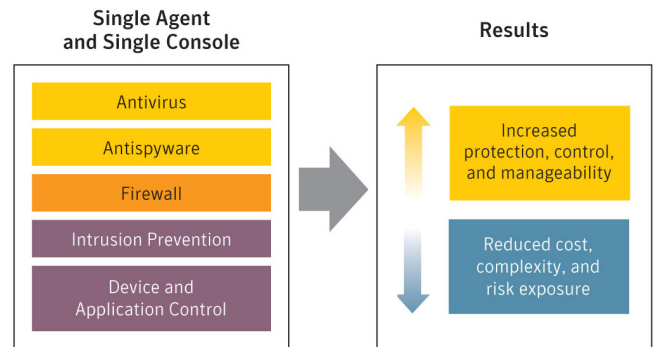 Single Agent
and Single Console
Antivirus
Antispyware
Firewall
Intrusion Prevention
Device and
Application Control
Results
Increased
protection, control,
and manageability
Reduced cost,
complexity, and
risk exposure